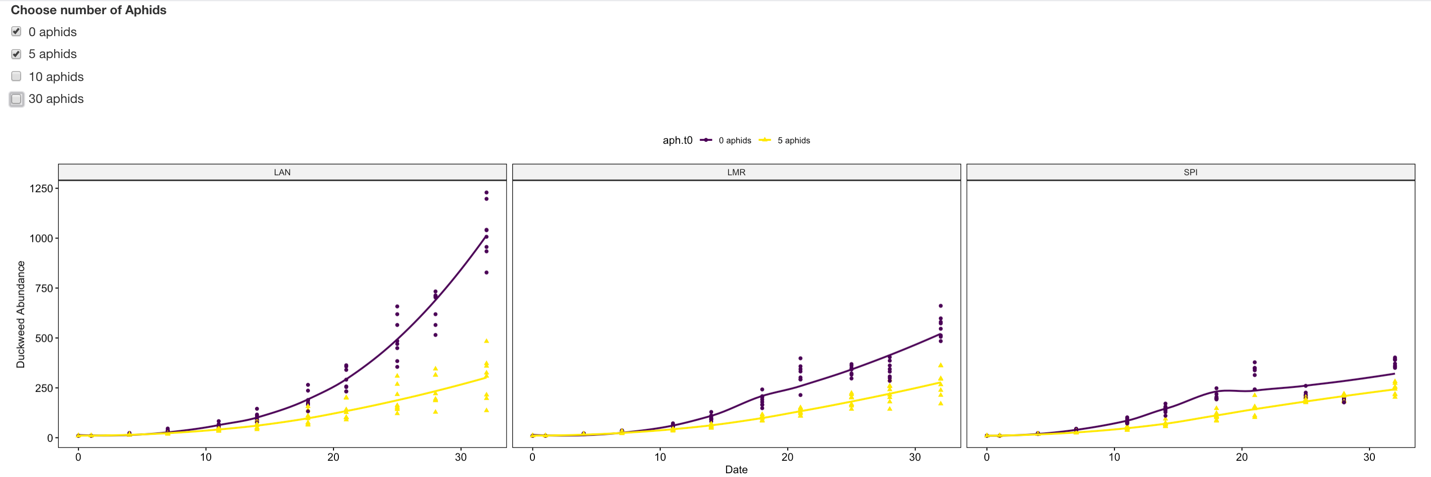 Choose number of Aphids
0 aphids
5 aphids
10 aphids
30 aphids
aph.t0 0 aphids 5 aphids
LAN LMR SPI
1250
1000
750
500
250
0
Duckweed Abundance
0 10 20 30 0 10 20 30 0 10 20 30
Date